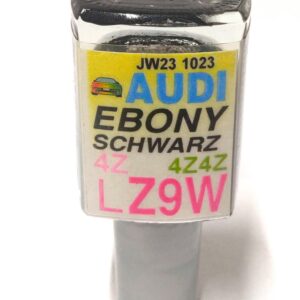 JW23 1023
AUDI
EBONY
SCHWARZ
4Z 4Z4Z
LZ9W